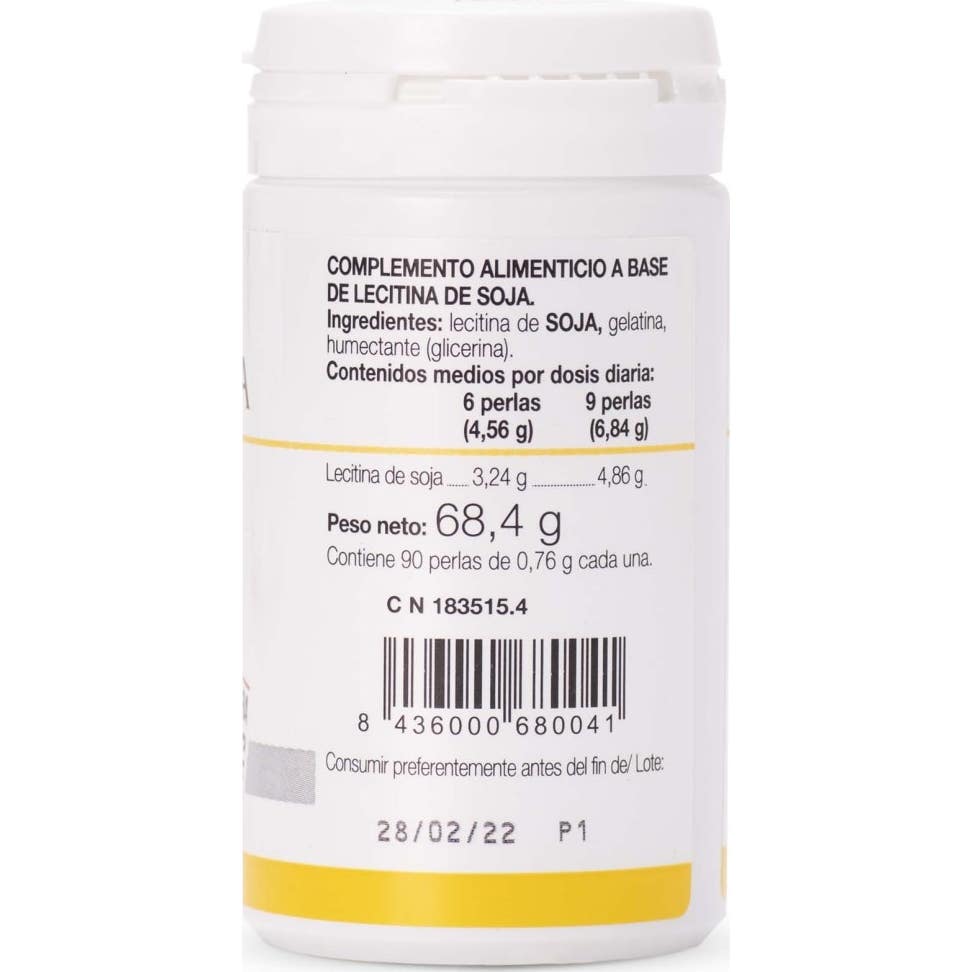 COMPLEMENTO ALIMENTICIO A BASE
DE LECITINA DE SOJA.
Ingredientes: lecitina de SOJA, gelatina,
humectante (glicerina).
Contenidos medios por dosis diaria:
6 perlas 9 perlas
(4,56 g) (6,84 g)
Lecitina de soja ...... 3,24 g .................. 4,86 g.
Peso neto: 68,4 g
Contiene 90 perlas de 0,76 g cada una.
C N 183515.4
8 436000 680041
Consumir preferentemente antes del fin de/ Lote:
28/02/22 P1
A